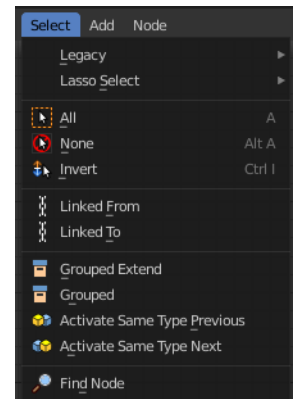 Select Add Node
Legacy
Lasso Select
All A
None Alt A
Invert Ctrl I
Linked From
Linked To
Grouped Extend
Grouped
Activate Same Type Previous
Activate Same Type Next
Find Node